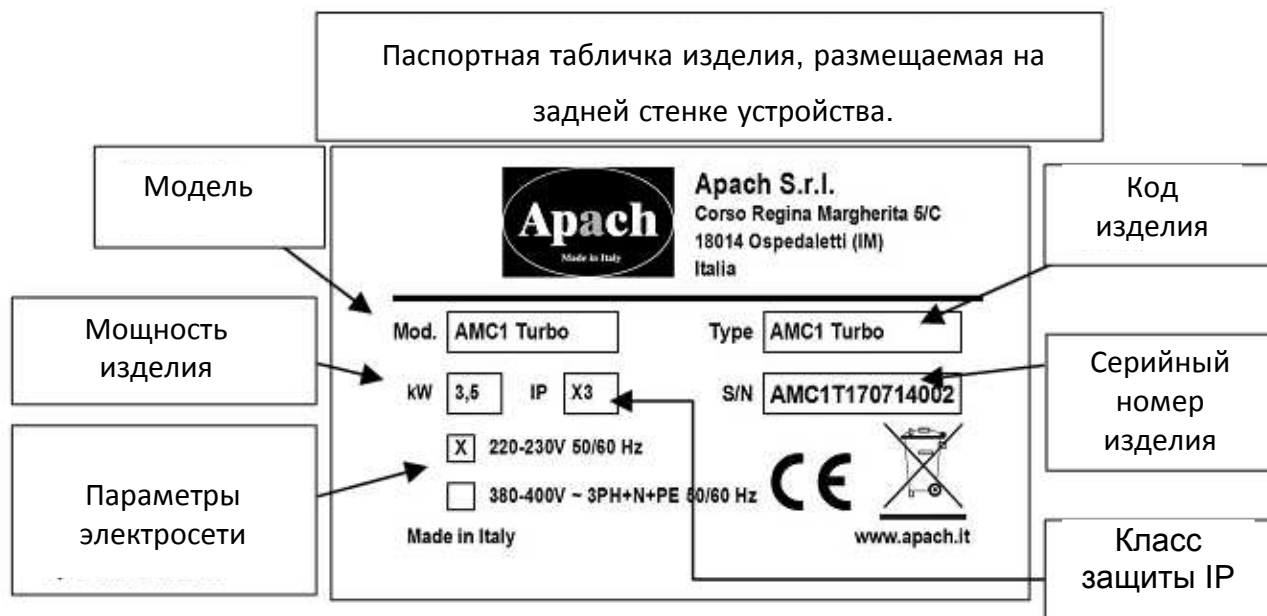 Паспортная табличка изделия, размещаемая на
задней стенке устройства.
Модель
Apach
Made in Italy
Apach S.r.l.
Corso Regina Margherita 5/C
18014 Ospedaletti (IM)
Italia
Код
изделия
Мощность
изделия
Mod. AMC1 Turbo
Type AMC1 Turbo
kW 3,5 IP X3
S/N AMC1T170714002
Серийный
номер
изделия
Параметры
электросети
X 220-230V 50/60 Hz
380-400V ~ 3PH+N+PE 50/60 Hz
CE
Made in Italy
www.apach.it
Класс
защиты IP